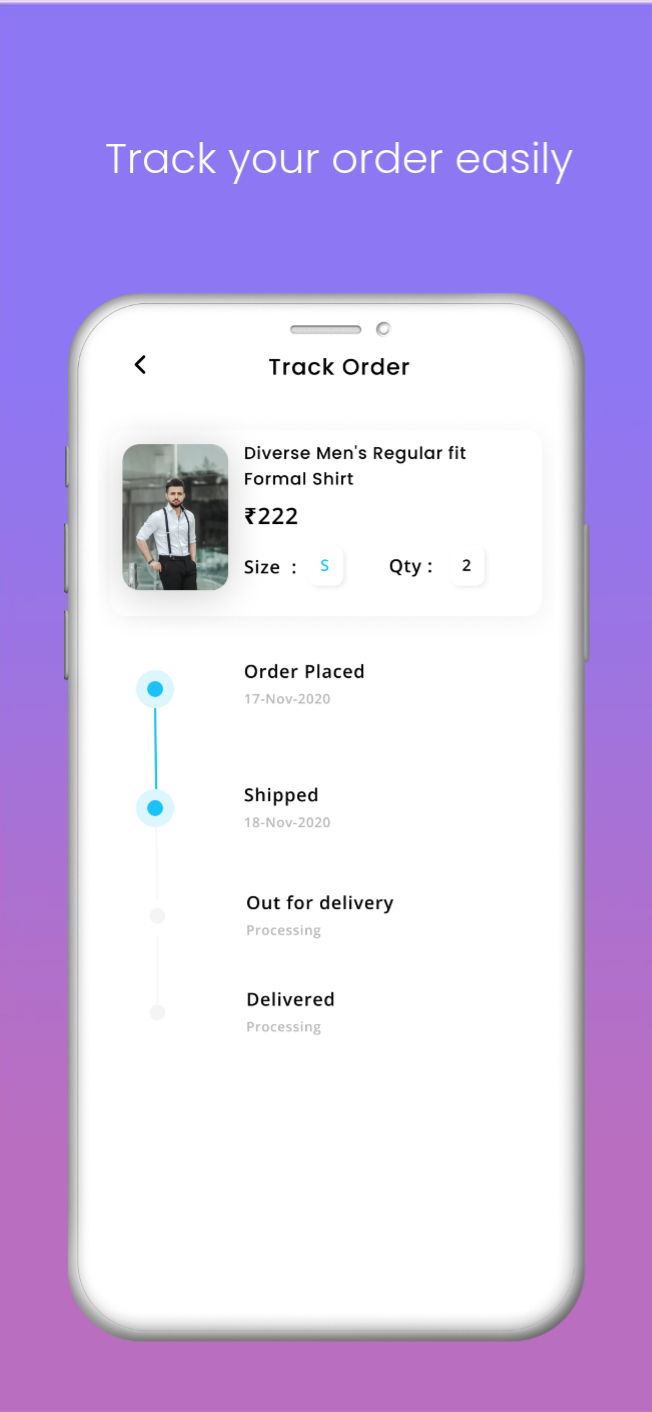 Track your order easily
Track Order
Diverse Men's Regular fit
Formal Shirt
₹222
Size : S Qty : 2
Order Placed
17-Nov-2020
Shipped
18-Nov-2020
Out for delivery
Processing
Delivered
Processing